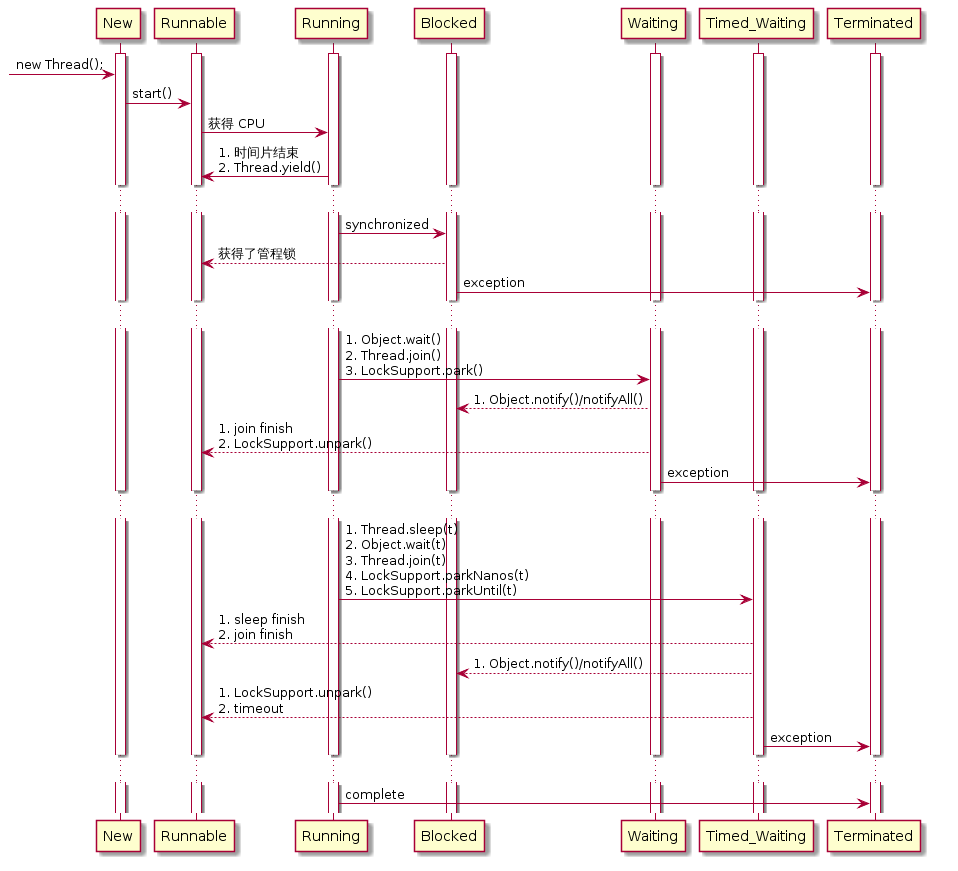 New Runnable Running Blocked Waiting Timed_Waiting Terminated
new Thread();
start()
获得 CPU
1. 时间片结束
2. Thread.yield()
synchronized
获得了管程锁
exception
1. Object.wait()
2. Thread.join()
3. LockSupport.park()
1. Object.notify()/notifyAll()
1. join finish
2. LockSupport.unpark()
exception
1. Thread.sleep(t)
2. Object.wait(t)
3. Thread.join(t)
4. LockSupport.parkNanos(t)
5. LockSupport.parkUntil(t)
1. sleep finish
2. join finish
1. Object.notify()/notifyAll()
1. LockSupport.unpark()
2. timeout
exception
complete
New Runnable Running Blocked Waiting Timed_Waiting Terminated